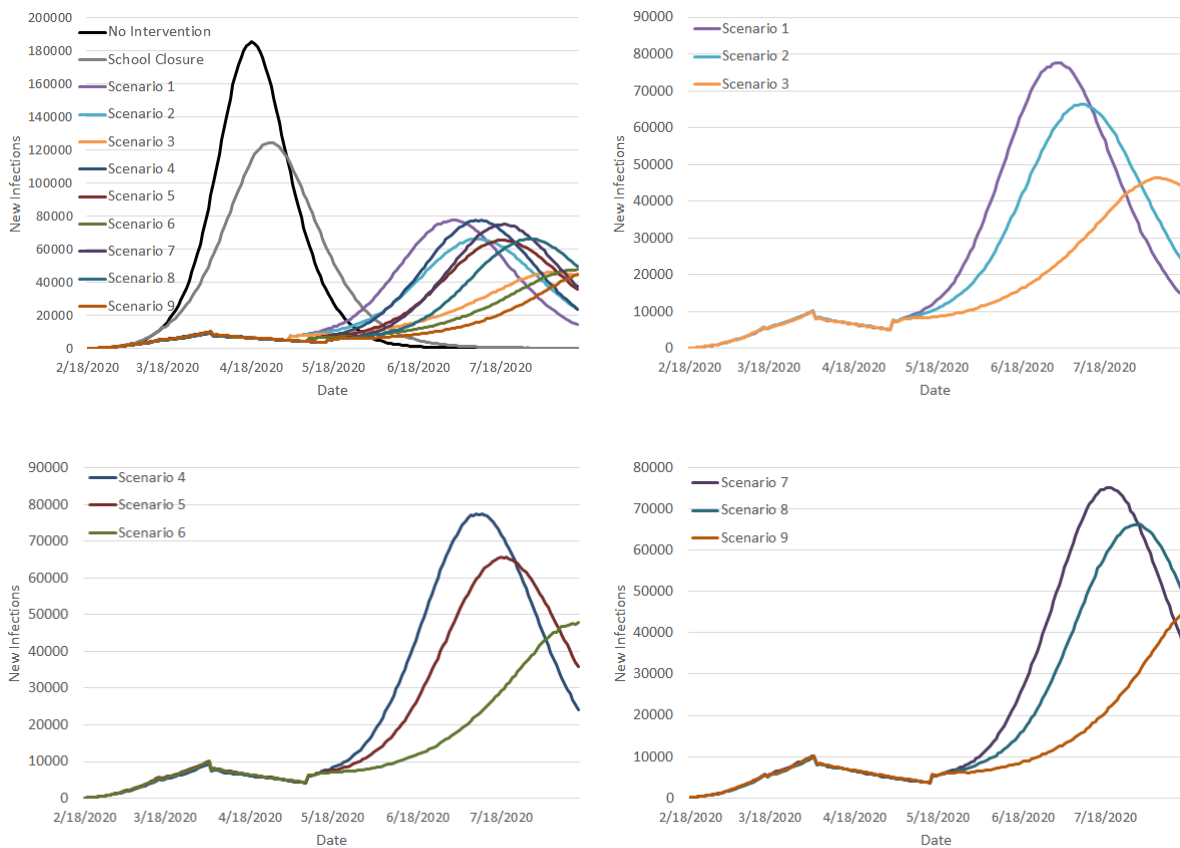 200000
180000
160000
140000
120000
100000
80000
60000
40000
20000
0
New Infections
No Intervention
School Closure
Scenario 1
Scenario 2
Scenario 3
Scenario 4
Scenario 5
Scenario 6
Scenario 7
Scenario 8
Scenario 9
2/18/2020 3/18/2020 4/18/2020 5/18/2020 6/18/2020 7/18/2020
Date
90000
80000
70000
60000
50000
40000
30000
20000
10000
0
New Infections
Scenario 1
Scenario 2
Scenario 3
2/18/2020 3/18/2020 4/18/2020 5/18/2020 6/18/2020 7/18/2020
Date
90000
80000
70000
60000
50000
40000
30000
20000
10000
0
New Infections
Scenario 4
Scenario 5
Scenario 6
2/18/2020 3/18/2020 4/18/2020 5/18/2020 6/18/2020 7/18/2020
Date
80000
70000
60000
50000
40000
30000
20000
10000
0
New Infections
Scenario 7
Scenario 8
Scenario 9
2/18/2020 3/18/2020 4/18/2020 5/18/2020 6/18/2020 7/18/2020
Date